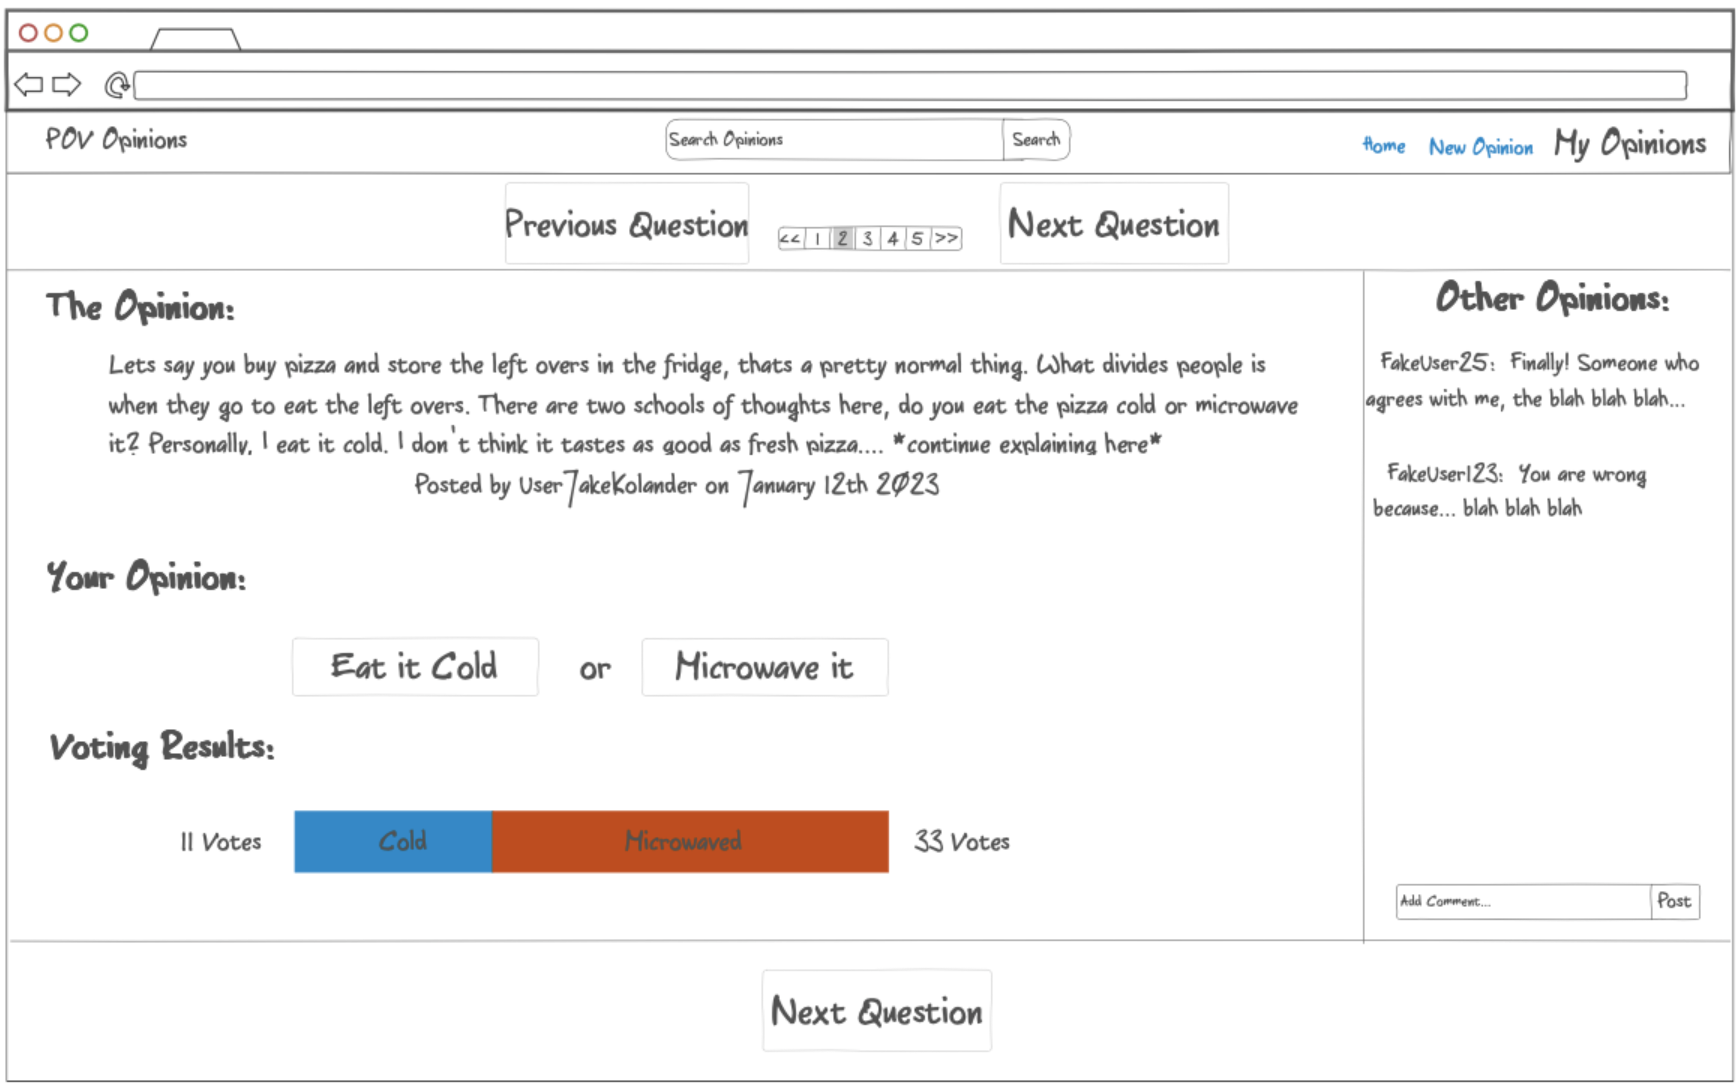 POV Opinions
Search Opinions
Search
Home
New Opinion
My Opinions
Previous Question
<< 1 2 3 4 5 >>
Next Question
The Opinion:
Lets say you buy pizza and store the left overs in the fridge, thats a pretty normal thing. What divides people is
when they go to eat the left overs. There are two schools of thoughts here, do you eat the pizza cold or microwave
it? Personally, I eat it cold. I don't think it tastes as good as fresh pizza.... *continue explaining here*
Posted by UserJakeKolander on January 12th 2023
Your Opinion:
Eat it Cold
or
Microwave it
Voting Results:
11 Votes
Cold
Microwaved
33 Votes
Other Opinions:
FakeUser25: Finally! Someone who
agrees with me, the blah blah blah...
FakeUser123: You are wrong
because... blah blah blah
Add Comment...
Post
Next Question